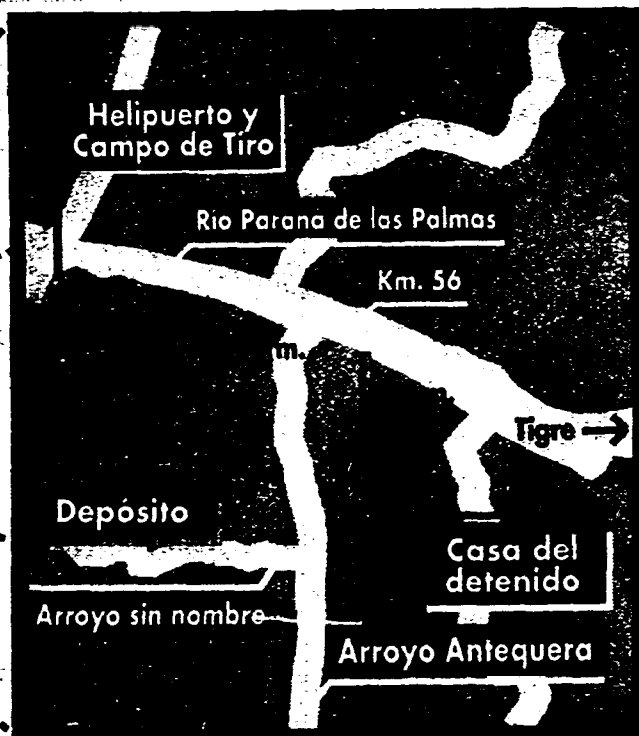 Helipuerto y
Campo de Tiro
Río Parana de las Palmas
Km. 56
m.
Tigre →
Depósito
Casa del
detenido
Arroyo sin nombre
Arroyo Antequera